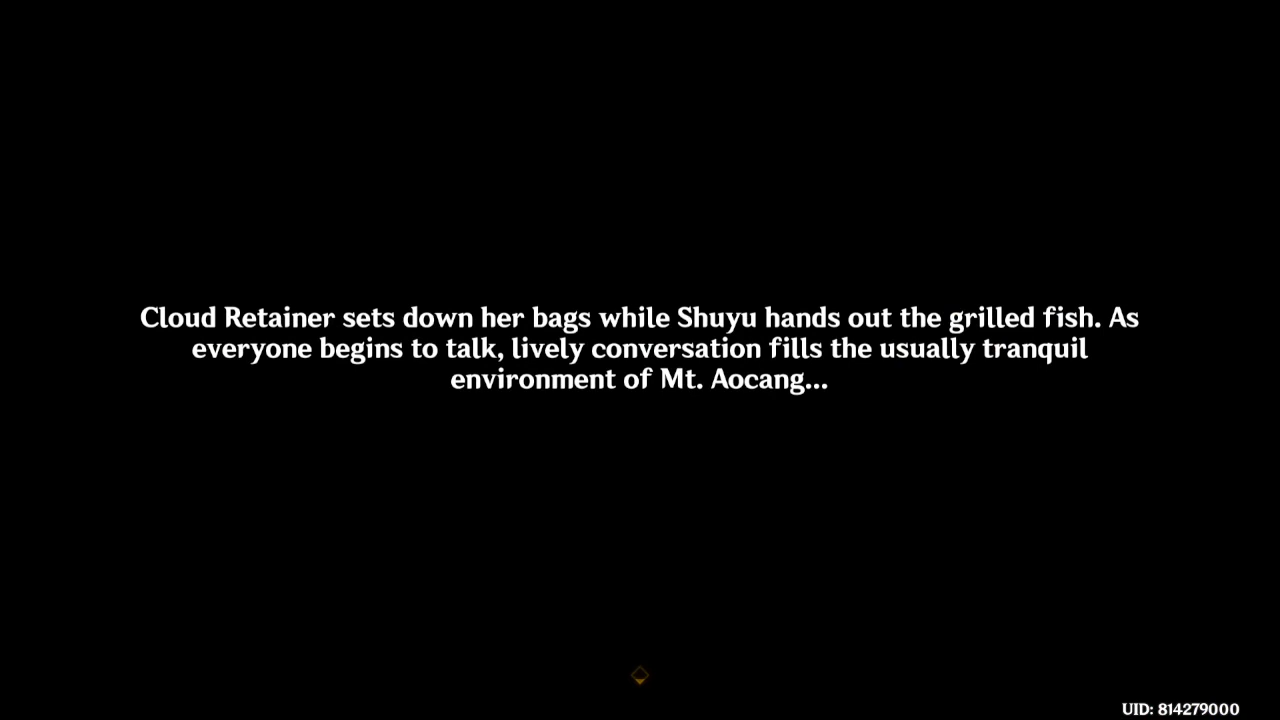 Cloud Retainer sets down her bags while Shuyu hands out the grilled fish. As
everyone begins to talk, lively conversation fills the usually tranquil
environment of Mt. Aocang...
UID: 814279000